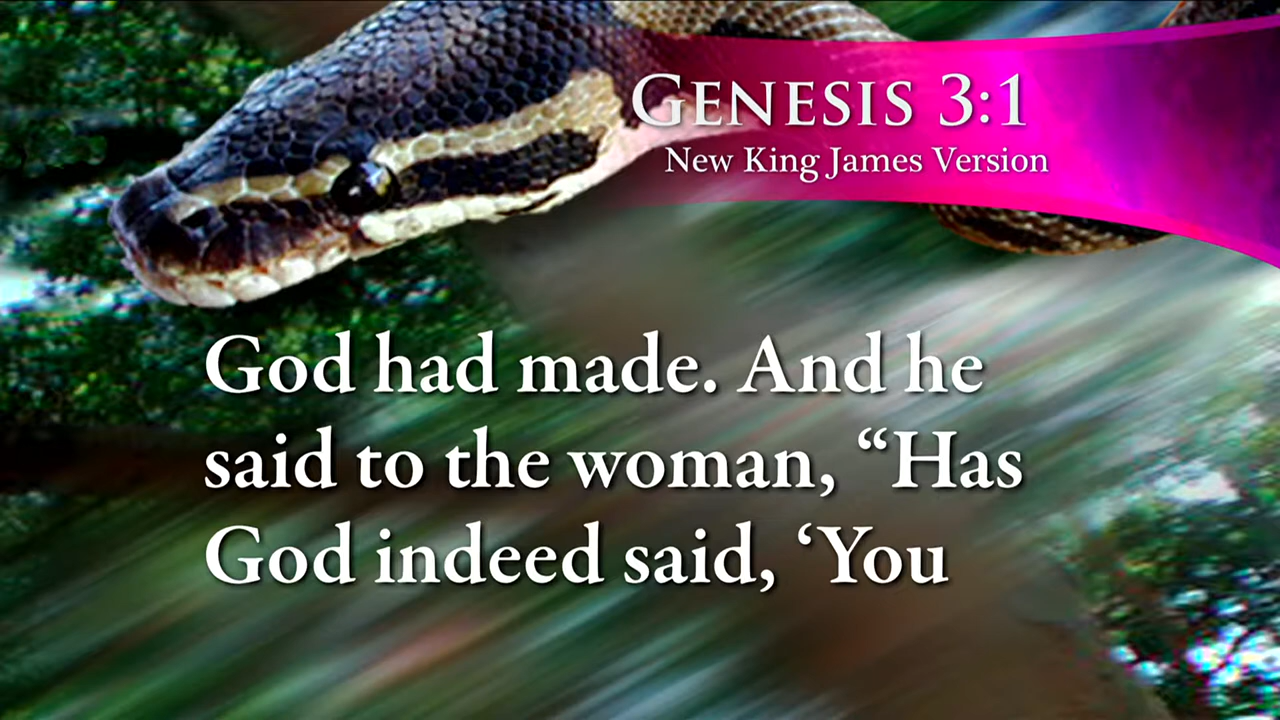 GENESIS 3:1
New King James Version
God had made. And he
said to the woman, “Has
God indeed said, ‘You